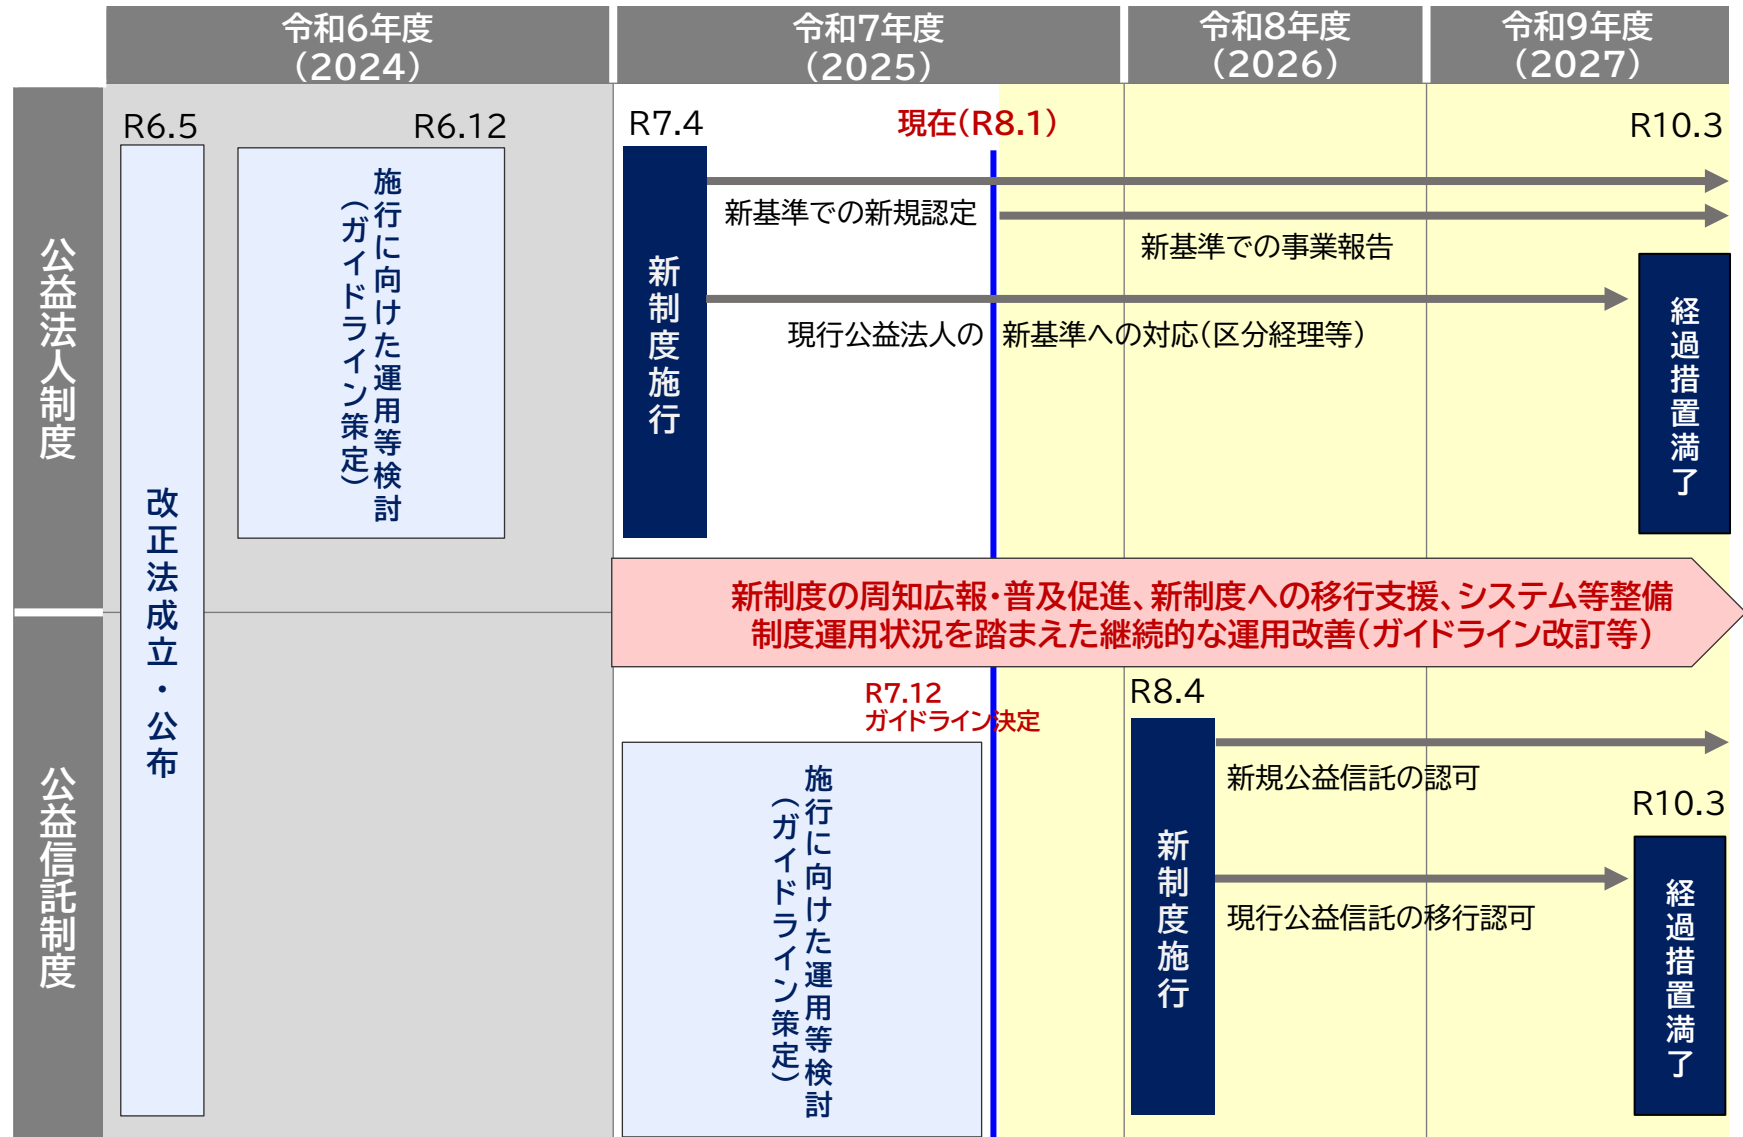 令和6年度
（2024）
令和7年度
（2025）
令和8年度
（2026）
令和9年度
（2027）
公益法人制度
R6.5
改正法成立・公布
R6.12
施行に向けた運用等検討
（ガイドライン策定）
R7.4
新制度施行
現在（R8.1）
新基準での新規認定
新基準での事業報告
現行公益法人の 新基準への対応（区分経理等）
R10.3
経過措置満了
新制度の周知広報・普及促進、新制度への移行支援、システム等整備
制度運用状況を踏まえた継続的な運用改善（ガイドライン改訂等）
公益信託制度
R7.12
ガイドライン決定
施行に向けた運用等検討
（ガイドライン策定）
R8.4
新制度施行
新規公益信託の認可
現行公益信託の移行認可
R10.3
経過措置満了